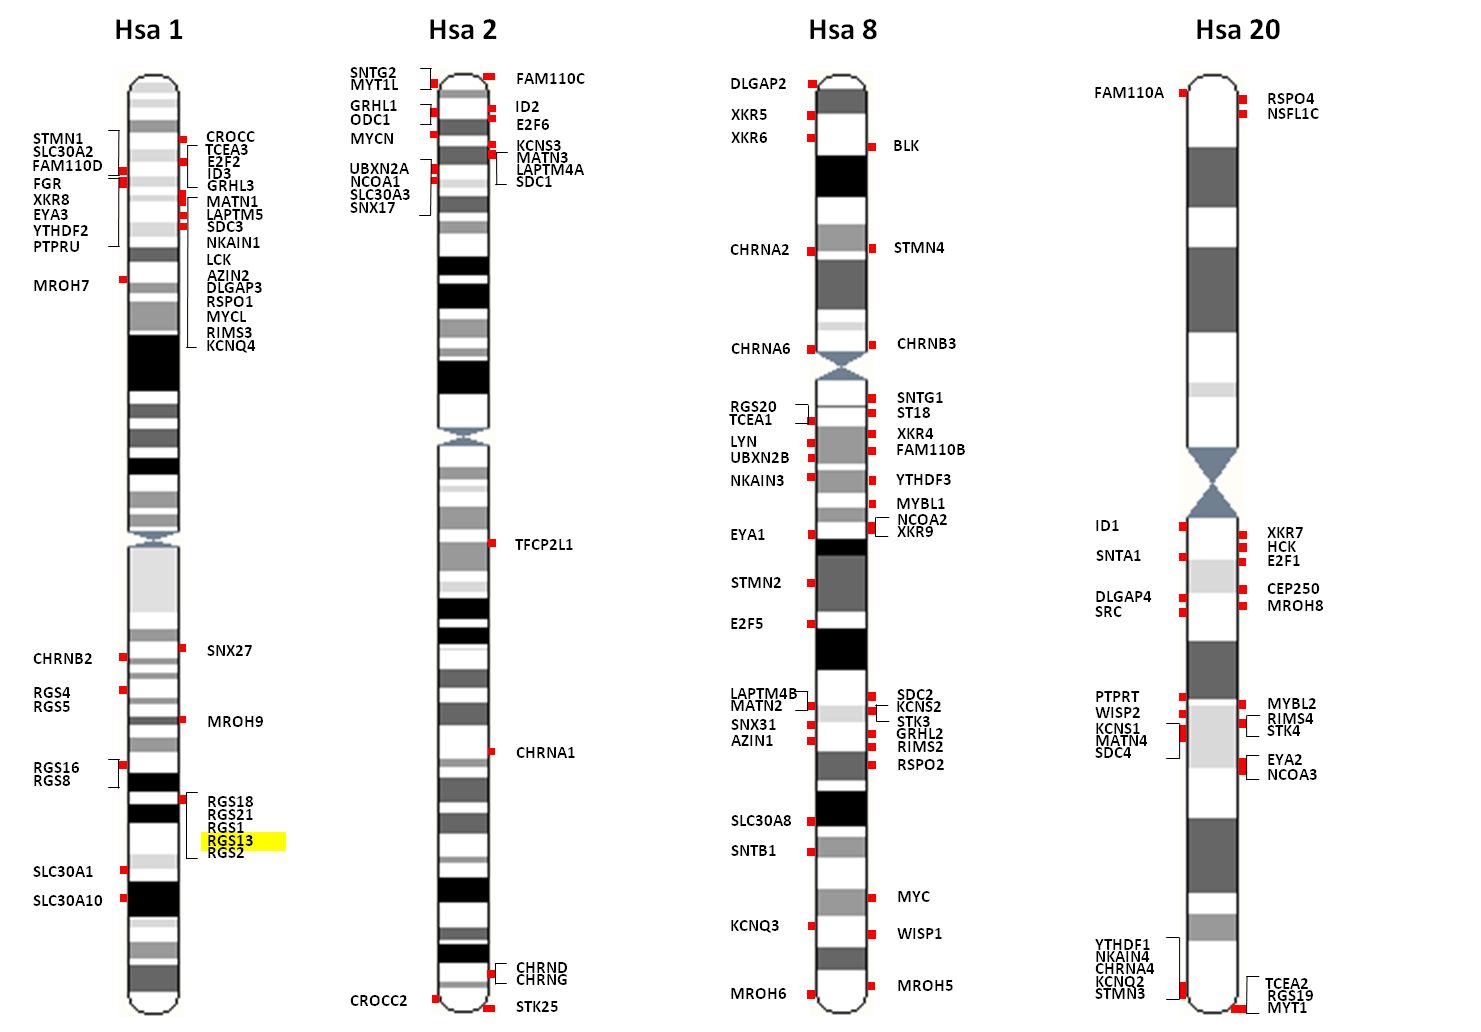 Hsa 1
STMN1
SLC30A2
FAM110D
FGR
XKR8
EYA3
YTHDF2
PTPRU
MROH7
CHRNB2
RGS4
RGS5
RGS16
RGS8
SLC30A1
SLC30A10
CROCC
TCEA3
E2F2
ID3
GRHL3
MATN1
LAPTM5
SDC3
NKAIN1
LCK
AZIN2
DLGAP3
RSPO1
MYCL
RIMS3
KCNQ4
SNX27
MROH9
RGS18
RGS21
RGS1
RGS13
RGS2
Hsa 2
SNTG2
MYT1L
GRHL1
ODC1
MYCN
UBXN2A
NCOA1
SLC30A3
SNX17
CROCC2
FAM110C
ID2
E2F6
KCNS3
MATN3
LAPTM4A
SDC1
TFCP2L1
CHRNA1
CHRND
CHRNG
STK25
Hsa 8
DLGAP2
XKR5
XKR6
CHRNA2
CHRNA6
RGS20
TCEA1
LYN
UBXN2B
NKAIN3
EYA1
STMN2
E2F5
LAPTM4B
MATN2
SNX31
AZIN1
SLC30A8
SNTB1
KCNQ3
MROH6
BLK
STMN4
CHRNB3
SNTG1
ST18
XKR4
FAM110B
YTHDF3
MYBL1
NCOA2
XKR9
SDC2
KCNS2
STK3
GRHL2
RIMS2
RSPO2
MYC
WISP1
MROH5
Hsa 20
FAM110A
ID1
SNTA1
DLGAP4
SRC
PTPRT
WISP2
KCNS1
MATN4
SDC4
YTHDF1
NKAIN4
CHRNA4
KCNQ2
STMN3
RSPO4
NSFL1C
XKR7
HCK
E2F1
CEP250
MROH8
MYBL2
RIMS4
STK4
EYA2
NCOA3
TCEA2
RGS19
MYT1